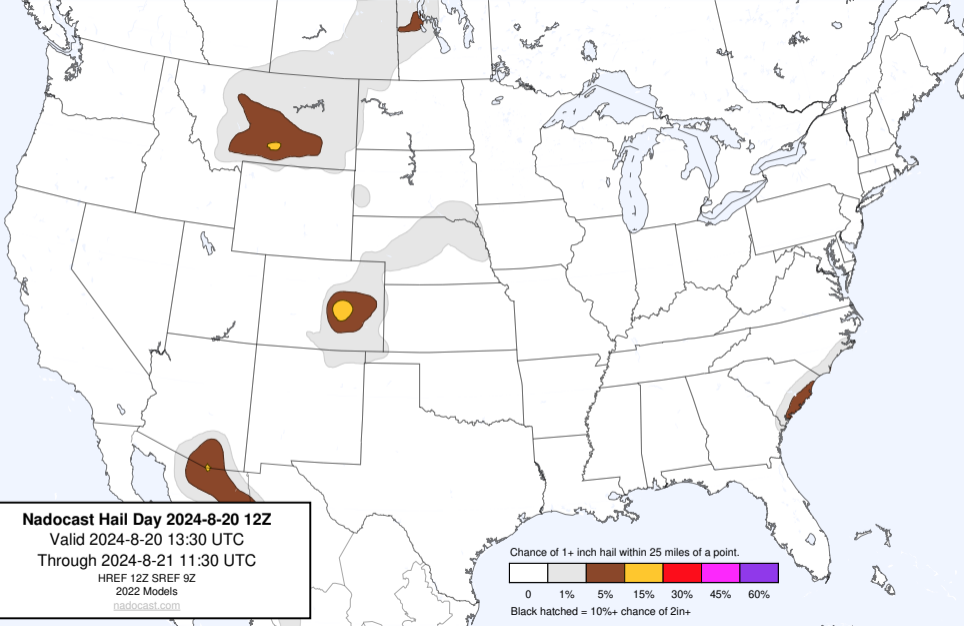 Nadocast Hail Day 2024-8-20 12Z
Valid 2024-8-20 13:30 UTC
Through 2024-8-21 11:30 UTC
HREF 12Z SREF 9Z
2022 Models
nadocast.com
Chance of 1+ inch hail within 25 miles of a point.
0 1% 5% 15% 30% 45% 60%
Black hatched = 10%+ chance of 2in+